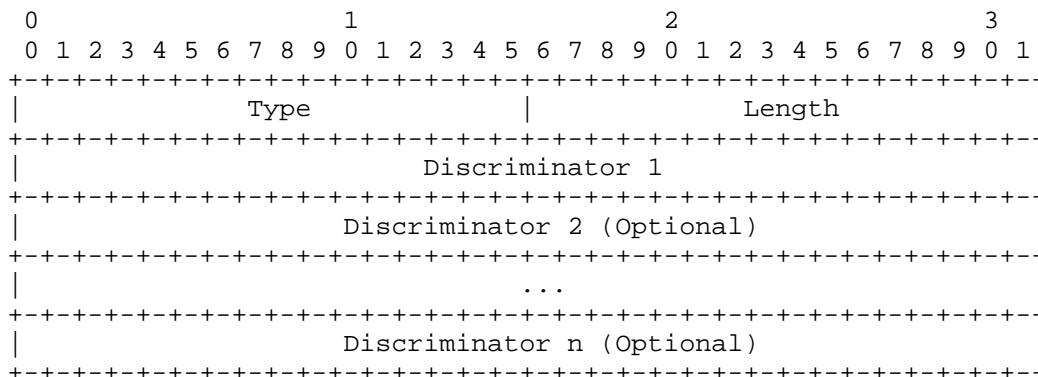 0                   1                   2                   3
 0 1 2 3 4 5 6 7 8 9 0 1 2 3 4 5 6 7 8 9 0 1 2 3 4 5 6 7 8 9 0 1
+-+-+-+-+-+-+-+-+-+-+-+-+-+-+-+-+-+-+-+-+-+-+-+-+-+-+-+-+-+-+-+--
|              Type             |             Length
+-+-+-+-+-+-+-+-+-+-+-+-+-+-+-+-+-+-+-+-+-+-+-+-+-+-+-+-+-+-+-+--
|                         Discriminator 1
+-+-+-+-+-+-+-+-+-+-+-+-+-+-+-+-+-+-+-+-+-+-+-+-+-+-+-+-+-+-+-+--
|                    Discriminator 2 (Optional)
+-+-+-+-+-+-+-+-+-+-+-+-+-+-+-+-+-+-+-+-+-+-+-+-+-+-+-+-+-+-+-+--
|                               ...
+-+-+-+-+-+-+-+-+-+-+-+-+-+-+-+-+-+-+-+-+-+-+-+-+-+-+-+-+-+-+-+--
|                    Discriminator n (Optional)
+-+-+-+-+-+-+-+-+-+-+-+-+-+-+-+-+-+-+-+-+-+-+-+-+-+-+-+-+-+-+-+--